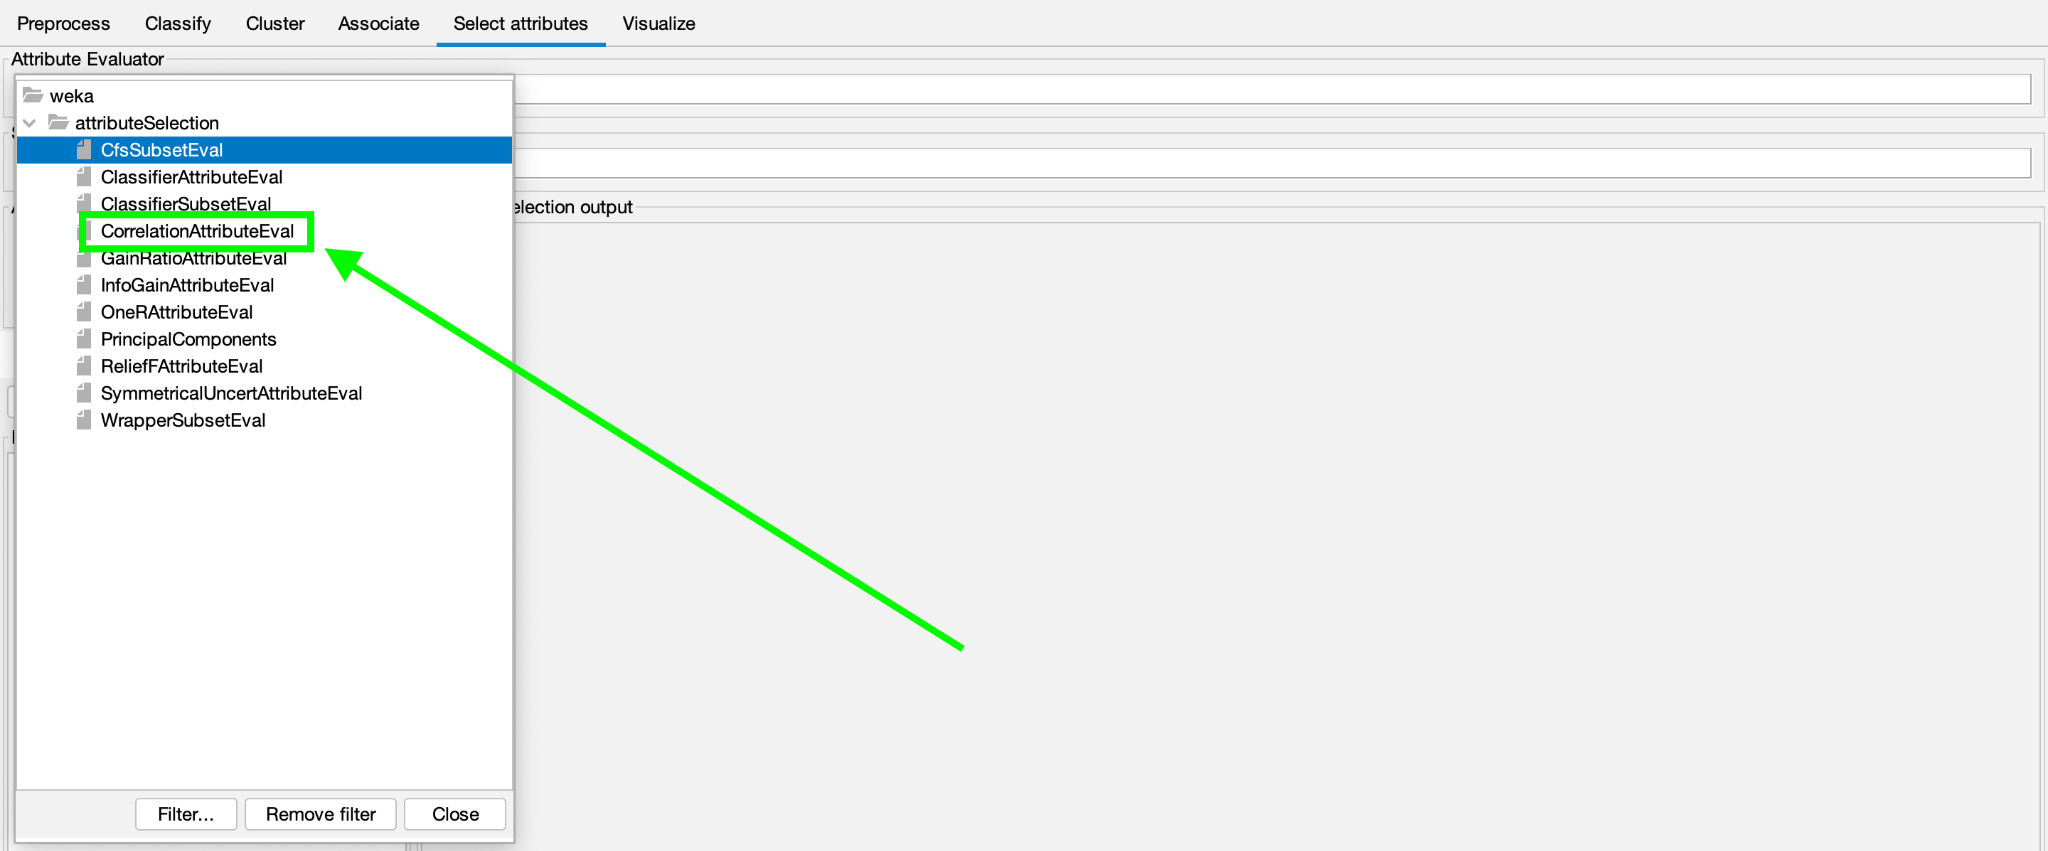 Preprocess Classify Cluster Associate Select attributes Visualize
Attribute Evaluator
weka
attributeSelection
CfsSubsetEval
ClassifierAttributeEval
ClassifierSubsetEval
election output
CorrelationAttributeEval
GainRatioAttributeEval
InfoGainAttributeEval
OneRAttributeEval
PrincipalComponents
ReliefFAttributeEval
SymmetricalUncertAttributeEval
WrapperSubsetEval
Filter... Remove filter Close